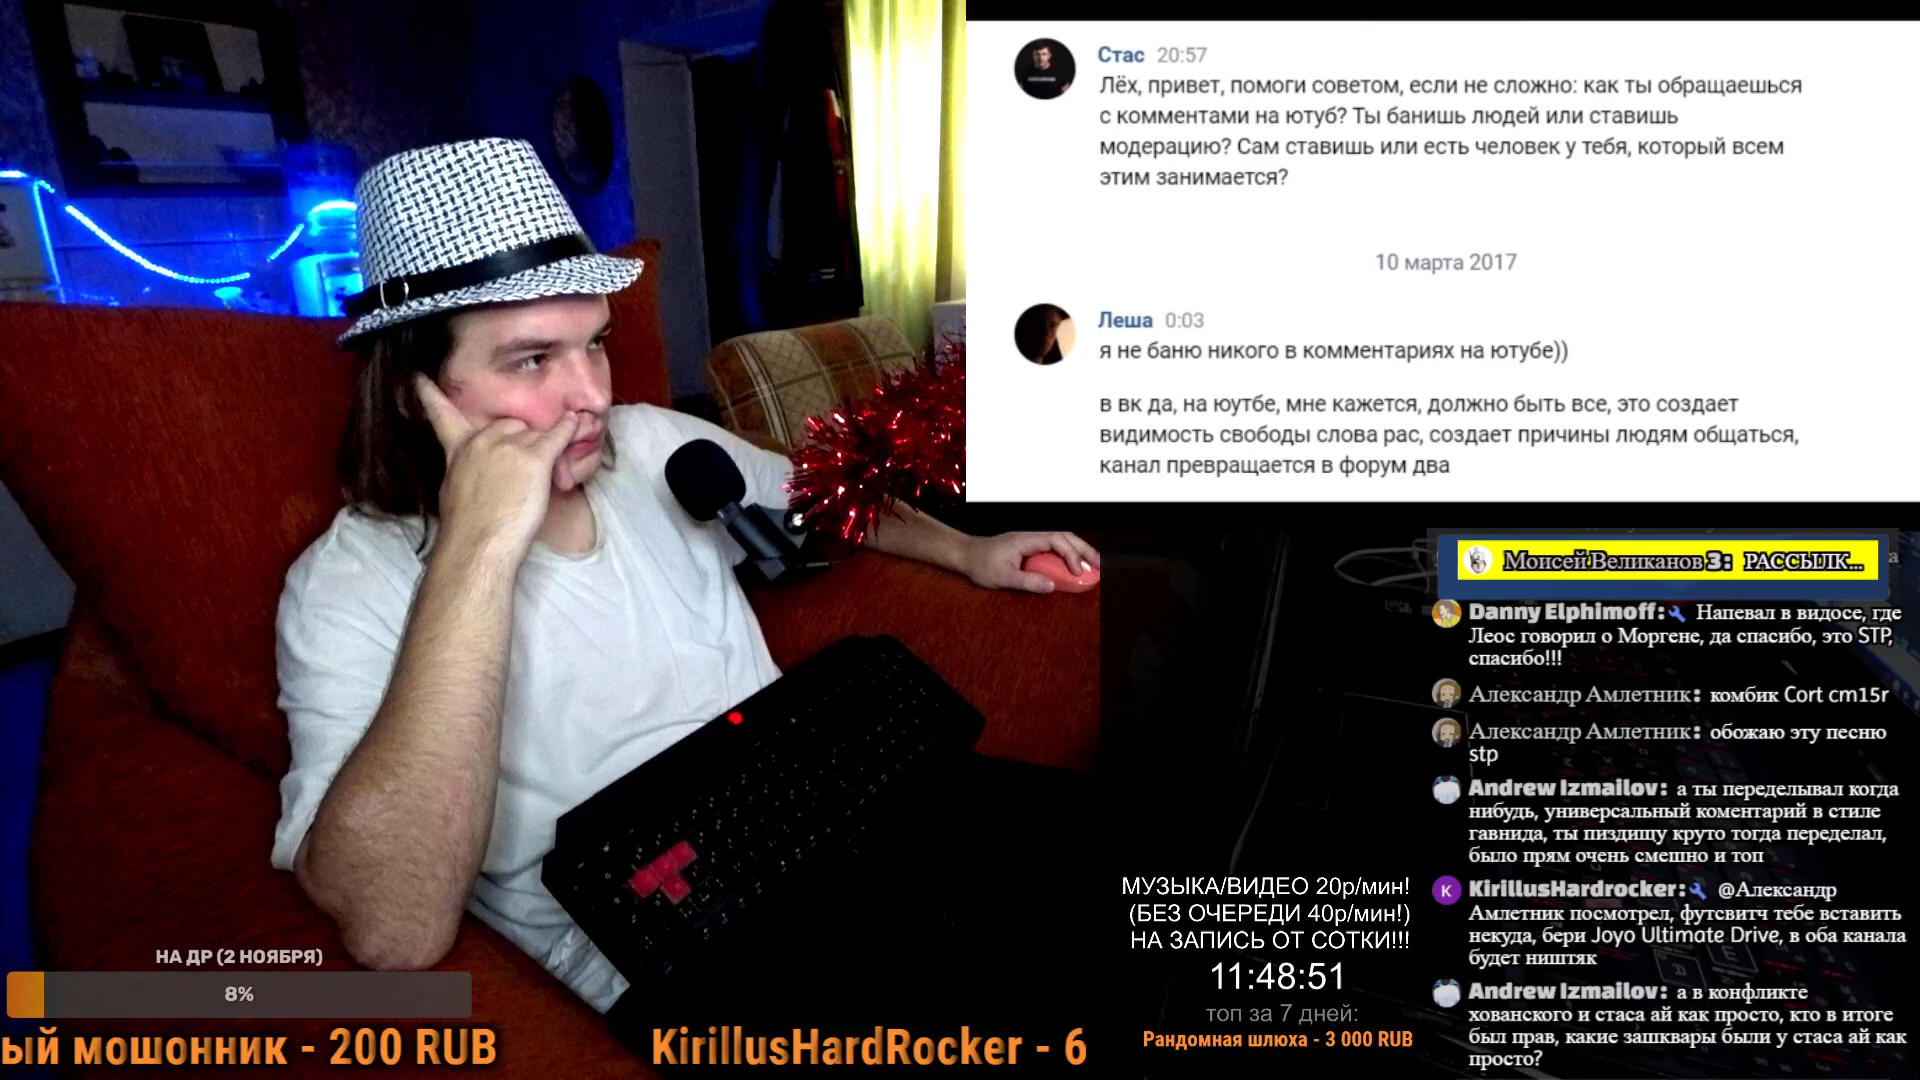 Стас 20:57
Лёх, привет, помоги советом, если не сложно: как ты обращаешься
с комментами на ютуб? Ты банишь людей или ставишь
модерацию? Сам ставишь или есть человек у тебя, который всем
этим занимается?
10 марта 2017
Леша 0:03
я не баню никого в комментариях на ютубе))
в вк да, на юутбе, мне кажется, должно быть все, это создает
видимость свободы слова рас, создает причины людям общаться,
канал превращается в форум два
Моисей Великанов 3: РАССЫЛК...
Danny Elphimoff: Напевал в видосе, где
Леос говорил о Моргене, да спасибо, это STP,
спасибо!!!
Александр Амлетник: комбик Cort cm15r
Александр Амлетник: обожаю эту песню
stp
Andrew Izmailov: а ты переделывал когда
нибудь, универсальный коментарий в стиле
гавнида, ты пиздищу круто тогда переделал,
было прям очень смешно и топ
K KirillusHardrocker: @Александр
Амлетник посмотрел, футсвитч тебе вставить
некуда, бери Joyo Ultimate Drive, в оба канала
будет ништяк
Andrew Izmailov: а в конфликте
хованского и стаса ай как просто, кто в итоге
был прав, какие зашквары были у стаса ай как
просто?
МУЗЫКА/ВИДЕО 20р/мин!
(БЕЗ ОЧЕРЕДИ 40р/мин!)
НА ЗАПИСЬ ОТ СОТКИ!!!
11:48:51
топ за 7 дней:
Рандомная шлюха - 3 000 RUB
НА ДР (2 НОЯБРЯ)
8%
ый мошонник - 200 RUB KirillusHardRocker - 6